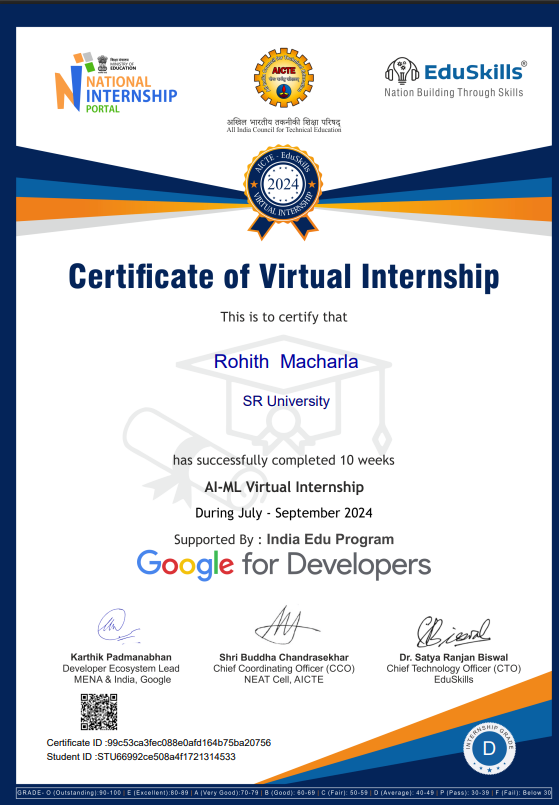 सत्यमेव जयते
शिक्षा मंत्रालय
MINISTRY OF
EDUCATION
NATIONAL
INTERNSHIP
PORTAL
AICTE
EduSkills®
Nation Building Through Skills
अखिल भारतीय तकनीकी शिक्षा परिषद्
All India Council for Technical Education
AICTE - EduSkills
2024
VIRTUAL INTERNSHIP
Certificate of Virtual Internship
This is to certify that
Rohith Macharla
SR University
has successfully completed 10 weeks
AI-ML Virtual Internship
During July - September 2024
Supported By : India Edu Program
Google for Developers
Karthik Padmanabhan
Developer Ecosystem Lead
MENA & India, Google
Shri Buddha Chandrasekhar
Chief Coordinating Officer (CCO)
NEAT Cell, AICTE
Dr. Satya Ranjan Biswal
Chief Technology Officer (CTO)
EduSkills
Certificate ID :99c53ca3fec088e0afd164b75ba20756
Student ID :STU66992ce508a4f1721314533
INTERNSHIP GRADE
D
GRADE- O (Outstanding):90-100 | E (Excellent):80-89 | A (Very Good):70-79 | B (Good): 60-69 | C (Fair): 50-59 | D (Average): 40-49 | P (Pass): 30-39 | F (Fail): Below 30